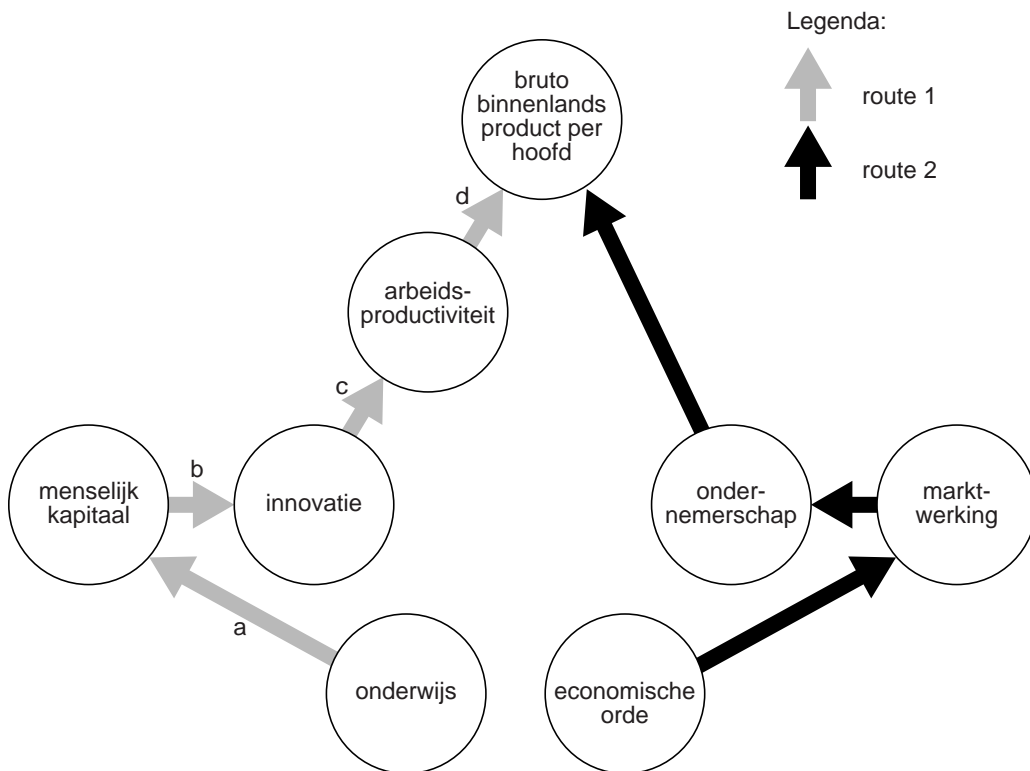 Legenda:
route 1
route 2
bruto
binnenlands
product per
hoofd
d
arbeids-
productiviteit
c
b
menselijk
kapitaal
innovatie
onder-
nemerschap
markt-
werking
a
onderwijs
economische
orde